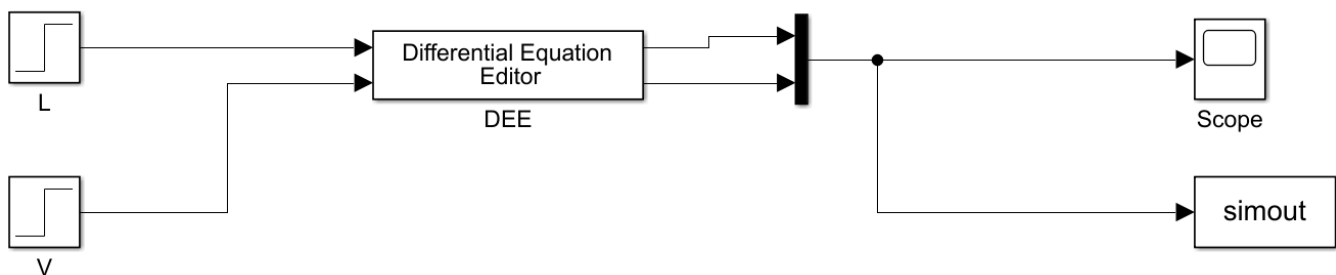 L
Differential Equation
Editor
DEE
Scope
V
simout